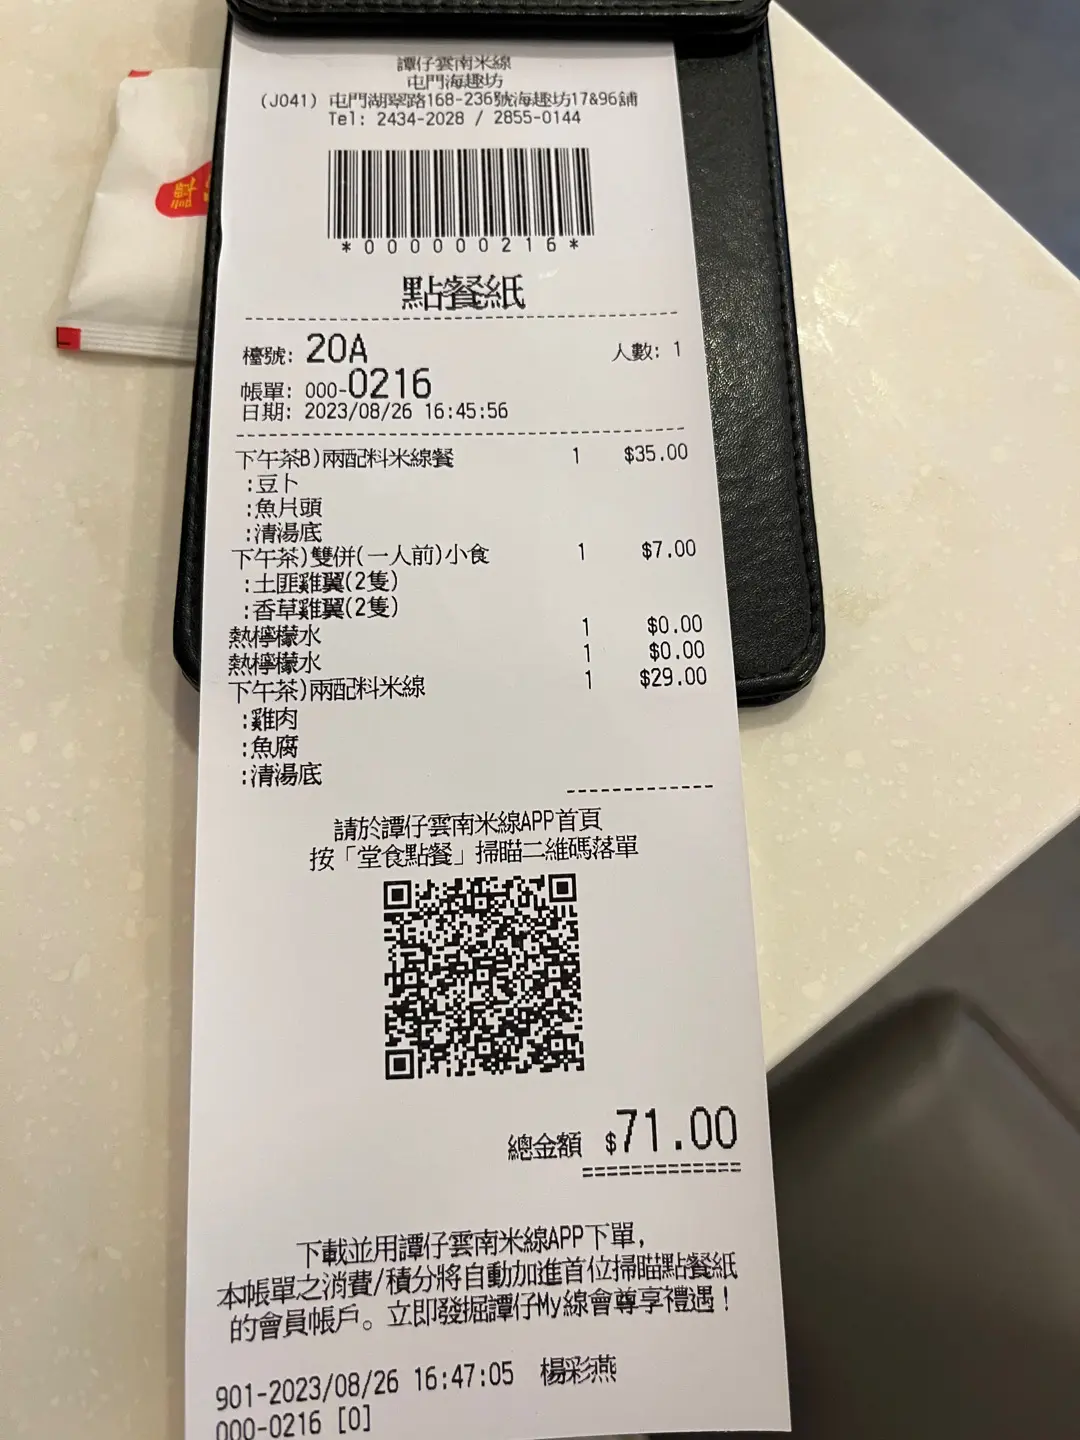 譚仔雲南米線
屯門海趣坊
(J041) 屯門湖翠路168-236號海趣坊17&96舖
Tel: 2434-2028 / 2855-0144
*000000216*
點餐紙
檯號: 20A 人數: 1
帳單: 000-0216
日期: 2023/08/26 16:45:56
下午茶B)兩配料米線餐 1 $35.00
:豆卜
:魚片頭
:清湯底
下午茶)雙併(一人前)小食 1 $7.00
:土匪雞翼(2隻)
:香草雞翼(2隻)
熱檸檬水 1 $0.00
熱檸檬水 1 $0.00
下午茶)兩配料米線 1 $29.00
:雞肉
:魚腐
:清湯底
請於譚仔雲南米線APP首頁
按「堂食點餐」掃瞄二維碼落單
總金額 $71.00
下載並用譚仔雲南米線APP下單,
本帳單之消費/積分將自動加進首位掃瞄點餐紙
的會員帳戶。立即發掘譚仔My線會尊享禮遇!
901-2023/08/26 16:47:05 楊彩燕
000-0216 [0]